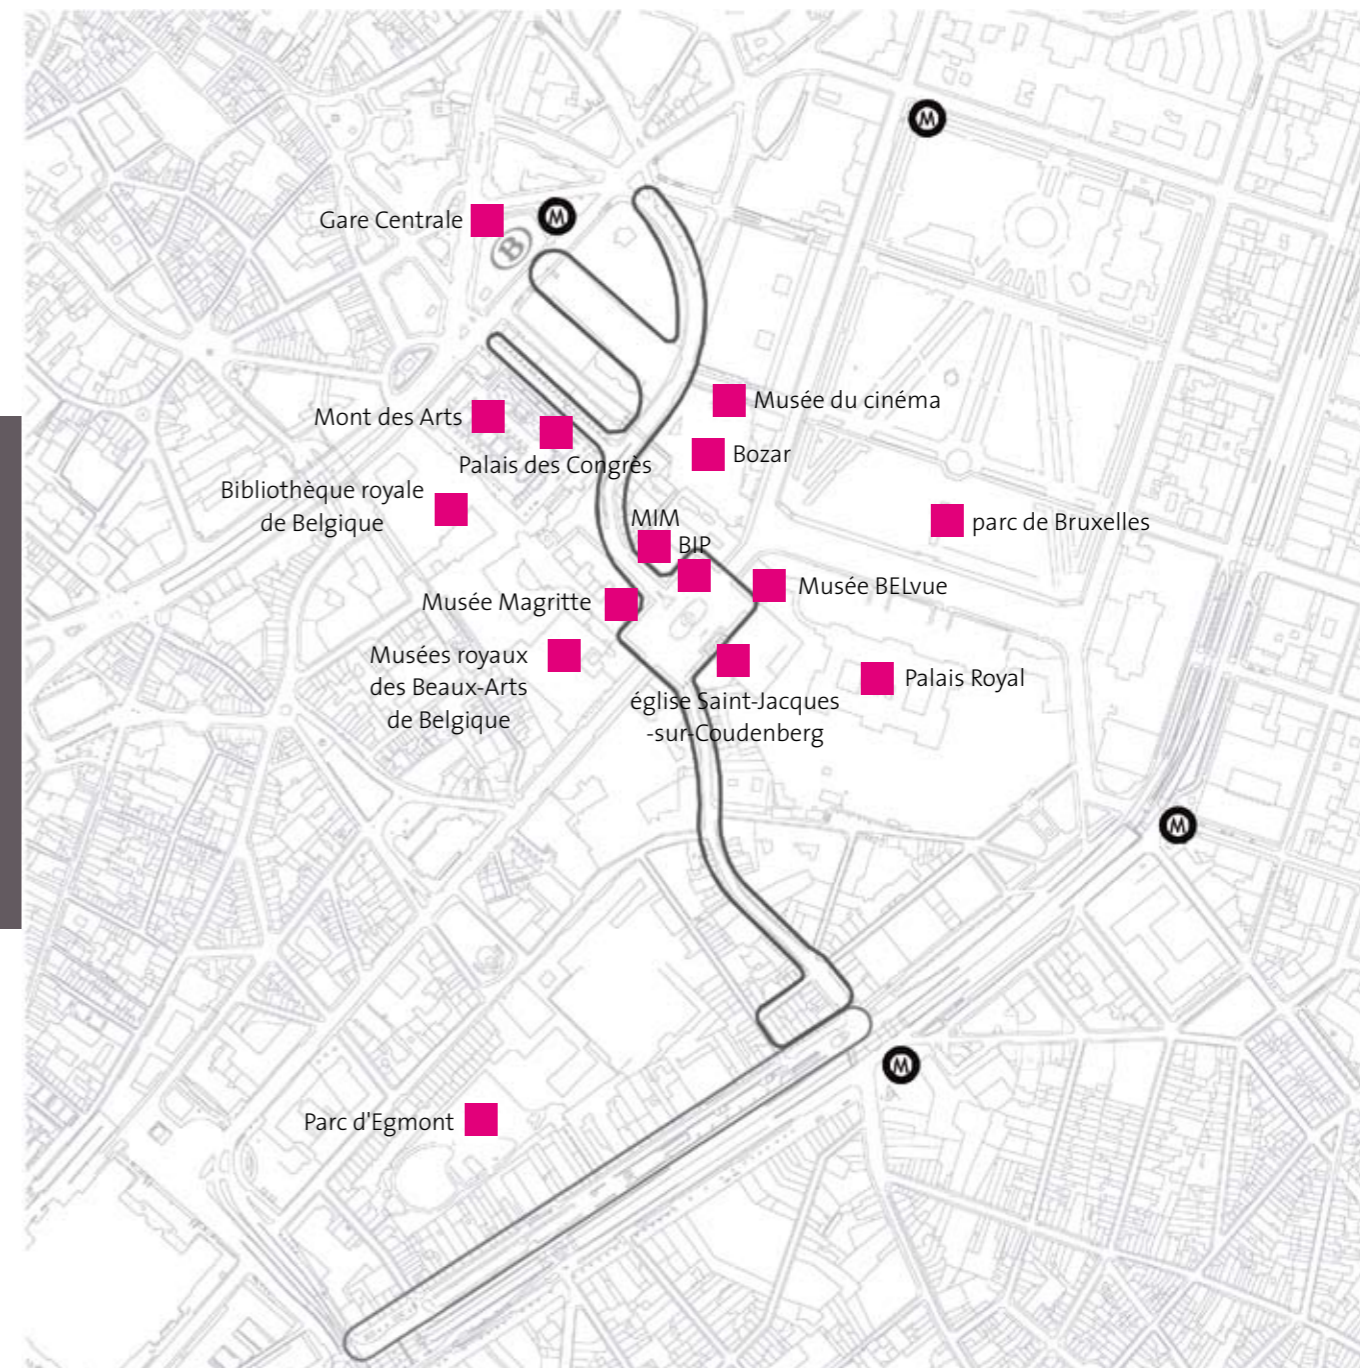 M
Gare Centrale
M
B
Musée du cinéma
Mont des Arts
Bozar
Palais des Congrès
Bibliothèque royale
de Belgique
MIM
parc de Bruxelles
BIP
Musée BELvue
Musée Magritte
Musées royaux
des Beaux-Arts
de Belgique
Palais Royal
église Saint-Jacques
-sur-Coudenberg
M
M
Parc d'Egmont